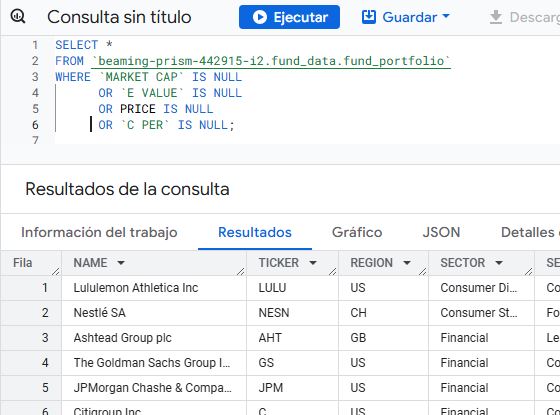 Consulta sin título Ejecutar Guardar Descarg
1 SELECT *
2 FROM `beaming-prism-442915-i2.fund_data.fund_portfolio`
3 WHERE `MARKET CAP` IS NULL
4 OR `E VALUE` IS NULL
5 OR PRICE IS NULL
6 OR `C PER` IS NULL;
7
Resultados de la consulta
Información del trabajo Resultados Gráfico JSON Detalles
Fila NAME TICKER REGION SECTOR SE
1 Lululemon Athletica Inc LULU US Consumer Di... Co
2 Nestlé SA NESN CH Consumer St... Fo
3 Ashtead Group plc AHT GB Financial Le
4 The Goldman Sachs Group I... GS US Financial Co
5 JPMorgan Chashe & Compa... JPM US Financial Co
6 Citigroup Inc C US Financial Co